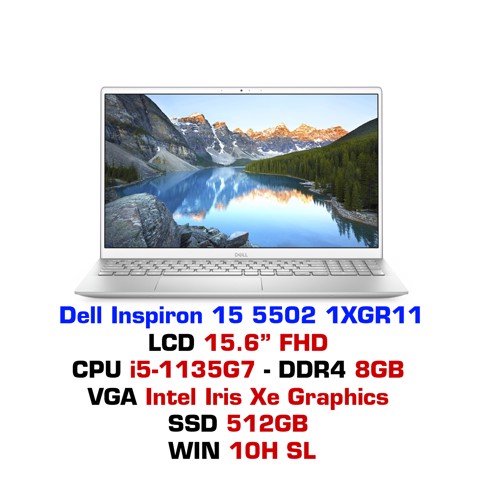 DELL
Dell Inspiron 15 5502 1XGR11
LCD 15.6” FHD
CPU i5-1135G7 - DDR4 8GB
VGA Intel Iris Xe Graphics
SSD 512GB
WIN 10H SL